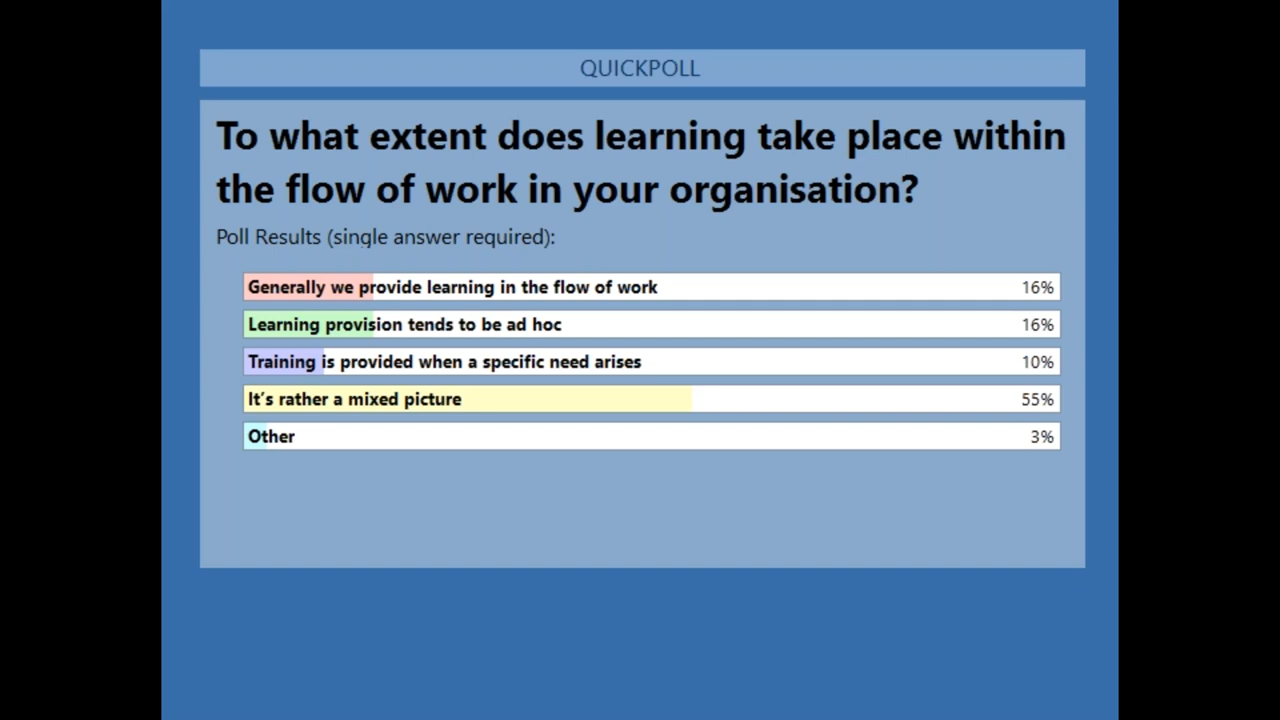 QUICKPOLL
To what extent does learning take place within
the flow of work in your organisation?
Poll Results (single answer required):
Generally we provide learning in the flow of work 16%
Learning provision tends to be ad hoc 16%
Training is provided when a specific need arises 10%
It's rather a mixed picture 55%
Other 3%